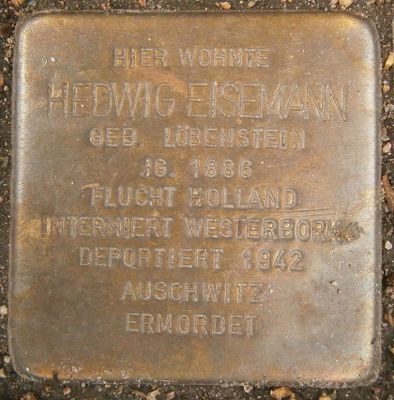 HIER WOHNTE
HEDWIG EISEMANN
GEB. LÖBENSTEIN
JG. 1886
FLUCHT HOLLAND
INTERNIERT WESTERBORK
DEPORTIERT 1942
AUSCHWITZ
ERMORDET